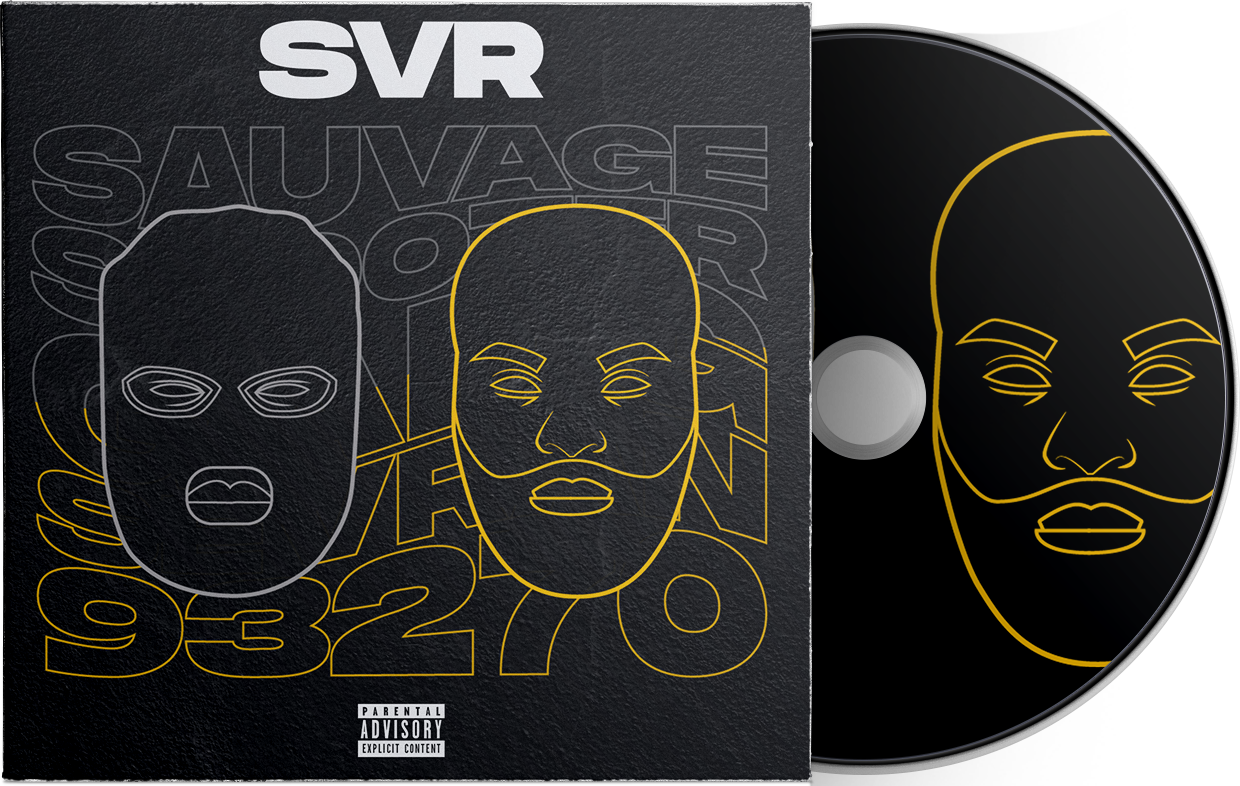 SVR
SAUVAGE
93270
PARENTAL
ADVISORY
EXPLICIT CONTENT